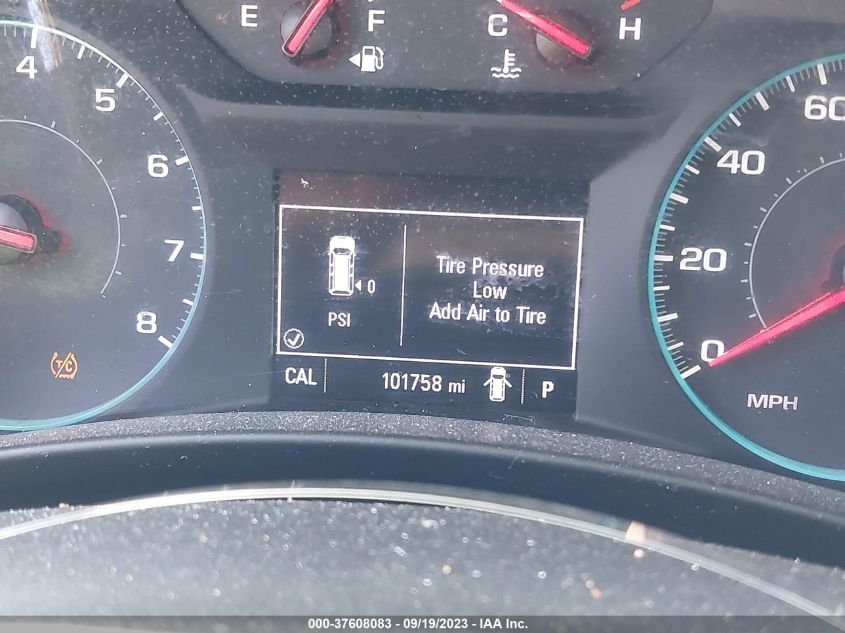 E F C H
4
5
6
7
8
60
40
20
0
MPH
0
PSI
Tire Pressure
Low
Add Air to Tire
T/C
CAL 101758 mi P
000-37608083 - 09/19/2023 - IAA Inc.